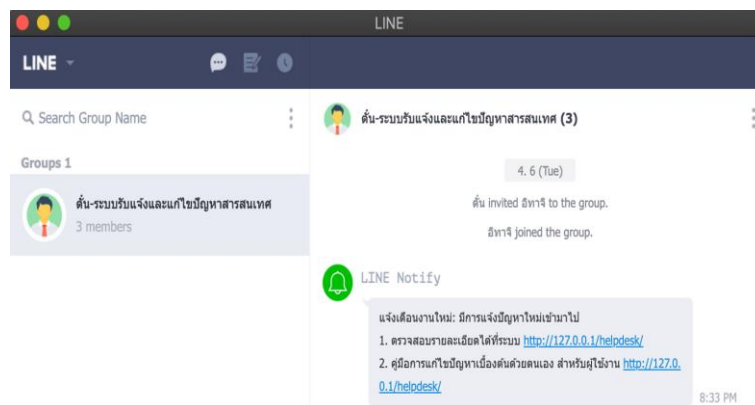 LINE
LINE
Search Group Name
Groups 1
ตั้น-ระบบรับแจ้งและแก้ไขปัญหาสารสนเทศ
3 members
ตั้น-ระบบรับแจ้งและแก้ไขปัญหาสารสนเทศ (3)
4. 6 (Tue)
ตั้น invited อิทาจิ to the group.
อิทาจิ joined the group.
LINE Notify
แจ้งเตือนงานใหม่: มีการแจ้งปัญหาใหม่เข้ามาไป
1. ตรวจสอบรายละเอียดได้ที่ระบบ http://127.0.0.1/helpdesk/
2. คู่มือการแก้ไขปัญหาเบื้องต้นด้วยตนเอง สำหรับผู้ใช้งาน http://127.0.
0.1/helpdesk/
8:33 PM